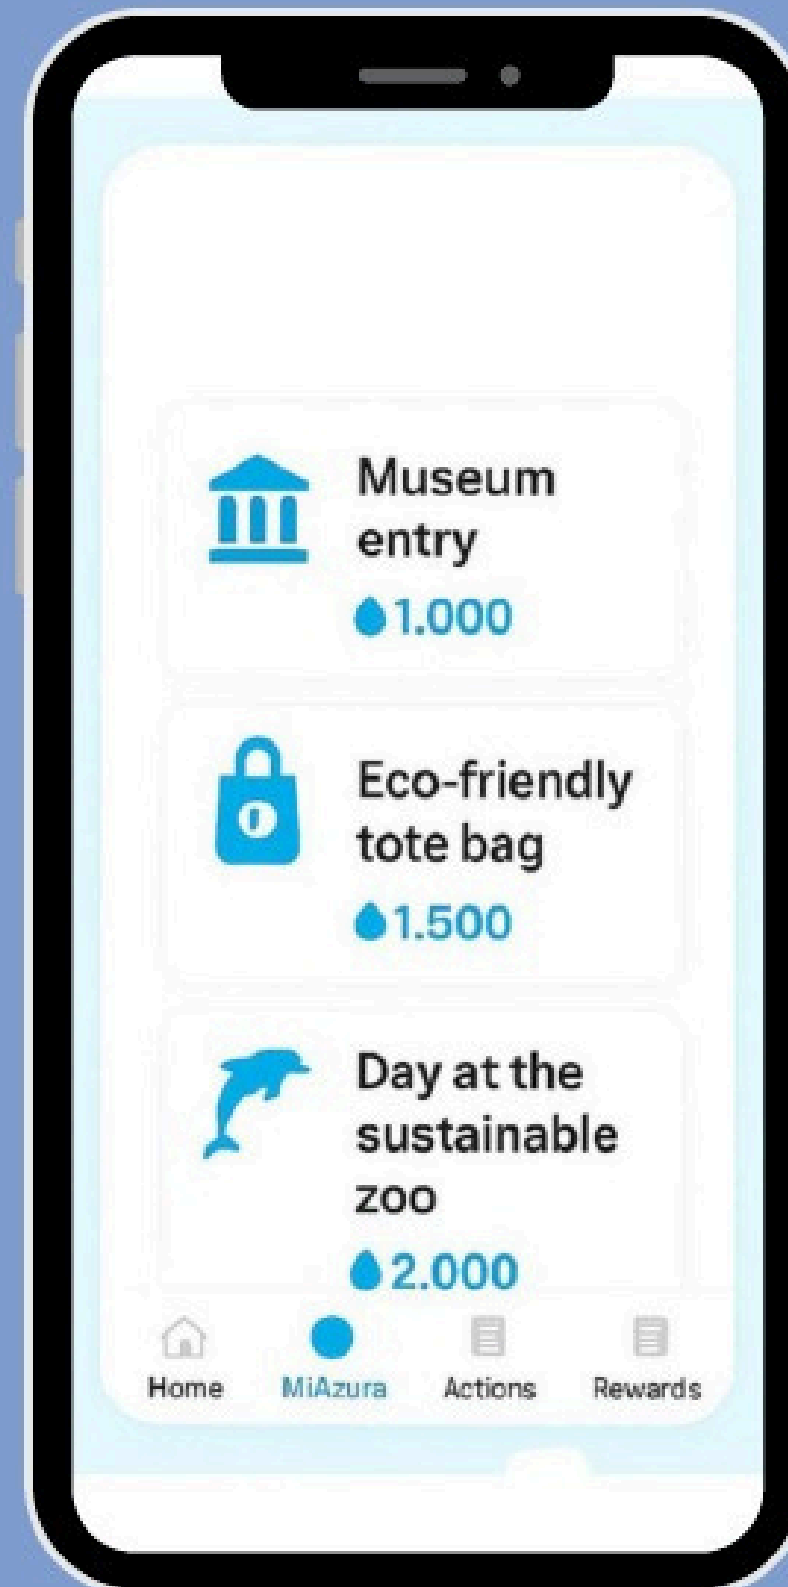 Museum
entry
1.000
Eco-friendly
tote bag
1.500
Day at the
sustainable
zoo
2.000
Home
MiAzura
Actions
Rewards